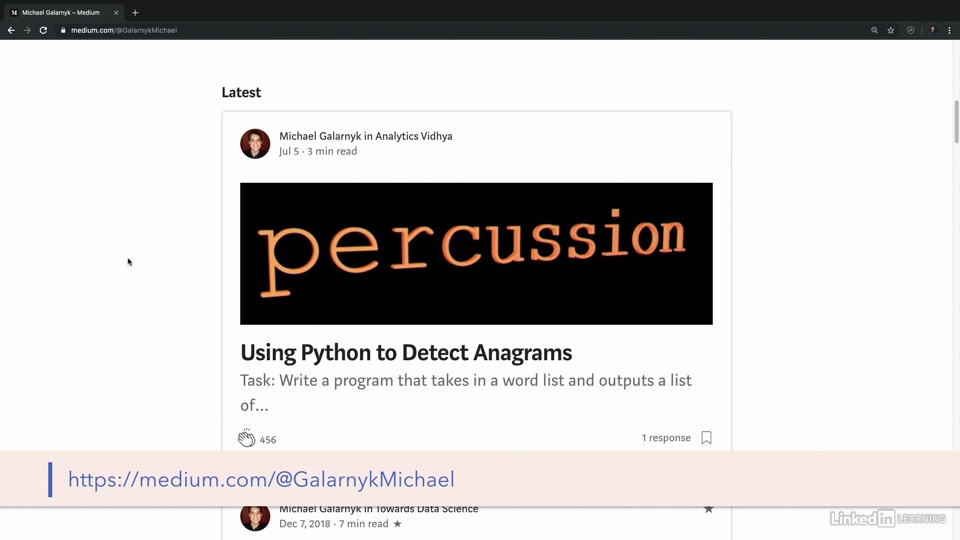 Michael Galarnyk – Medium
medium.com/@GalarnykMichael
Latest
Michael Galarnyk in Analytics Vidhya
Jul 5 · 3 min read
percussion
Using Python to Detect Anagrams
Task: Write a program that takes in a word list and outputs a list
of...
456
1 response
https://medium.com/@GalarnykMichael
Michael Galarnyk in Towards Data Science
Dec 7, 2018 · 7 min read ★
Linked in LEARNING